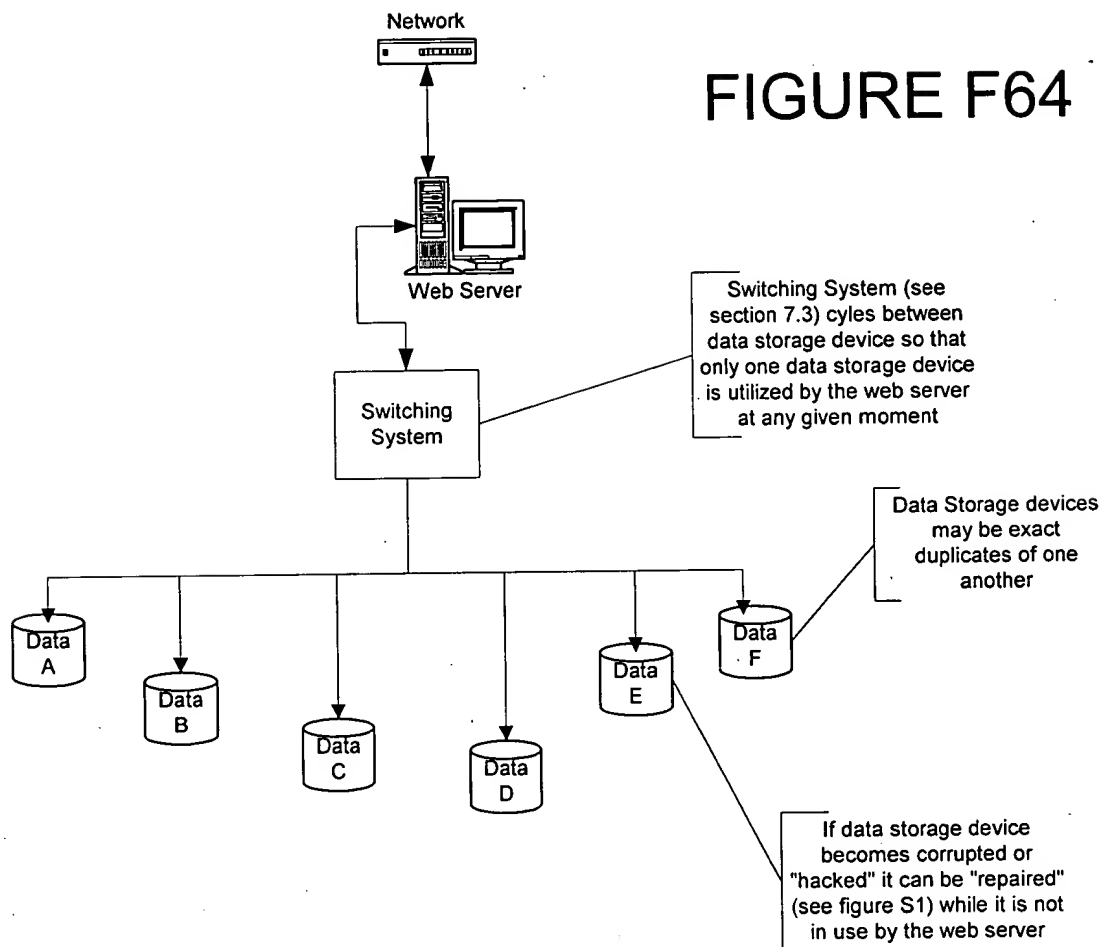 Network
FIGURE F64
Web Server
Switching System (see
section 7.3) cyles between
data storage device so that
only one data storage device
is utilized by the web server
at any given moment
Switching
System
Data Storage devices
may be exact
duplicates of one
another
Data
A
Data
B
Data
C
Data
D
Data
E
Data
F
If data storage device
becomes corrupted or
"hacked" it can be "repaired"
(see figure S1) while it is not
in use by the web server